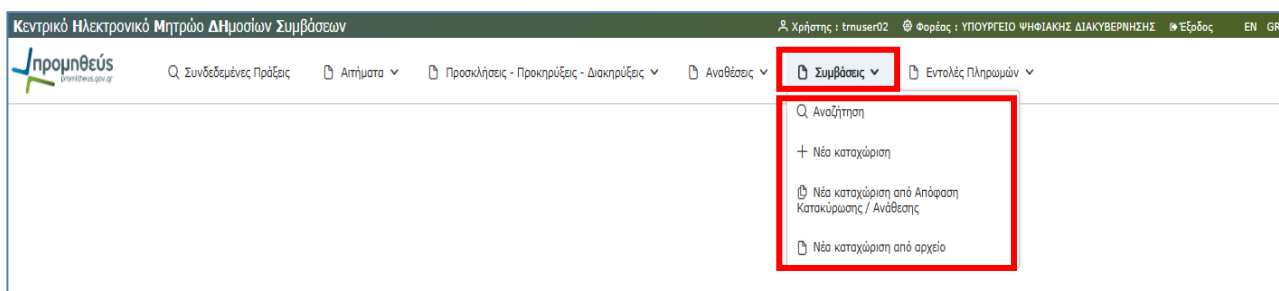 Κεντρικό Ηλεκτρονικό Μητρώο ΔΗμοσίων Συμβάσεων
Χρήστης : trnuser02 Φορέας : ΥΠΟΥΡΓΕΙΟ ΨΗΦΙΑΚΗΣ ΔΙΑΚΥΒΕΡΝΗΣΗΣ Έξοδος EN GR
προμηθεύς
promitheus.gov.gr
Συνδεδεμένες Πράξεις Αιτήματα Προσκλήσεις - Προκηρύξεις - Διακηρύξεις Αναθέσεις Συμβάσεις Εντολές Πληρωμών
Αναζήτηση
Νέα καταχώριση
Νέα καταχώριση από Απόφαση
Κατακύρωσης / Ανάθεσης
Νέα καταχώριση από αρχείο